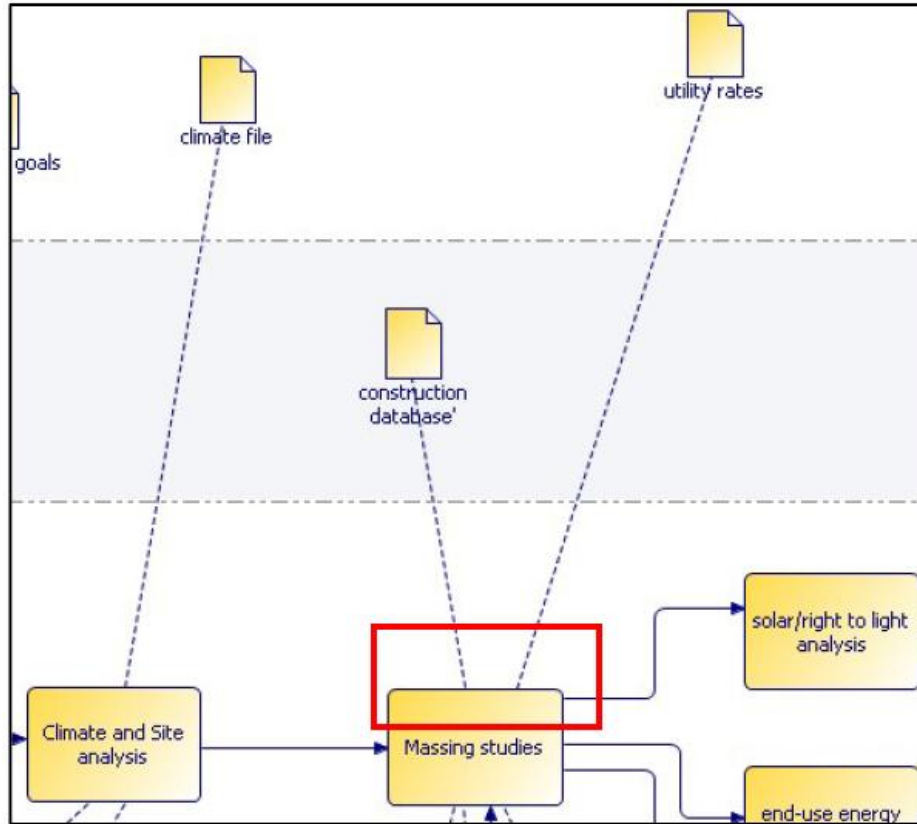 utility rates
climate file
goals
construction
database'
solar/right to light
analysis
Climate and Site
analysis
Massing studies
end-use energy